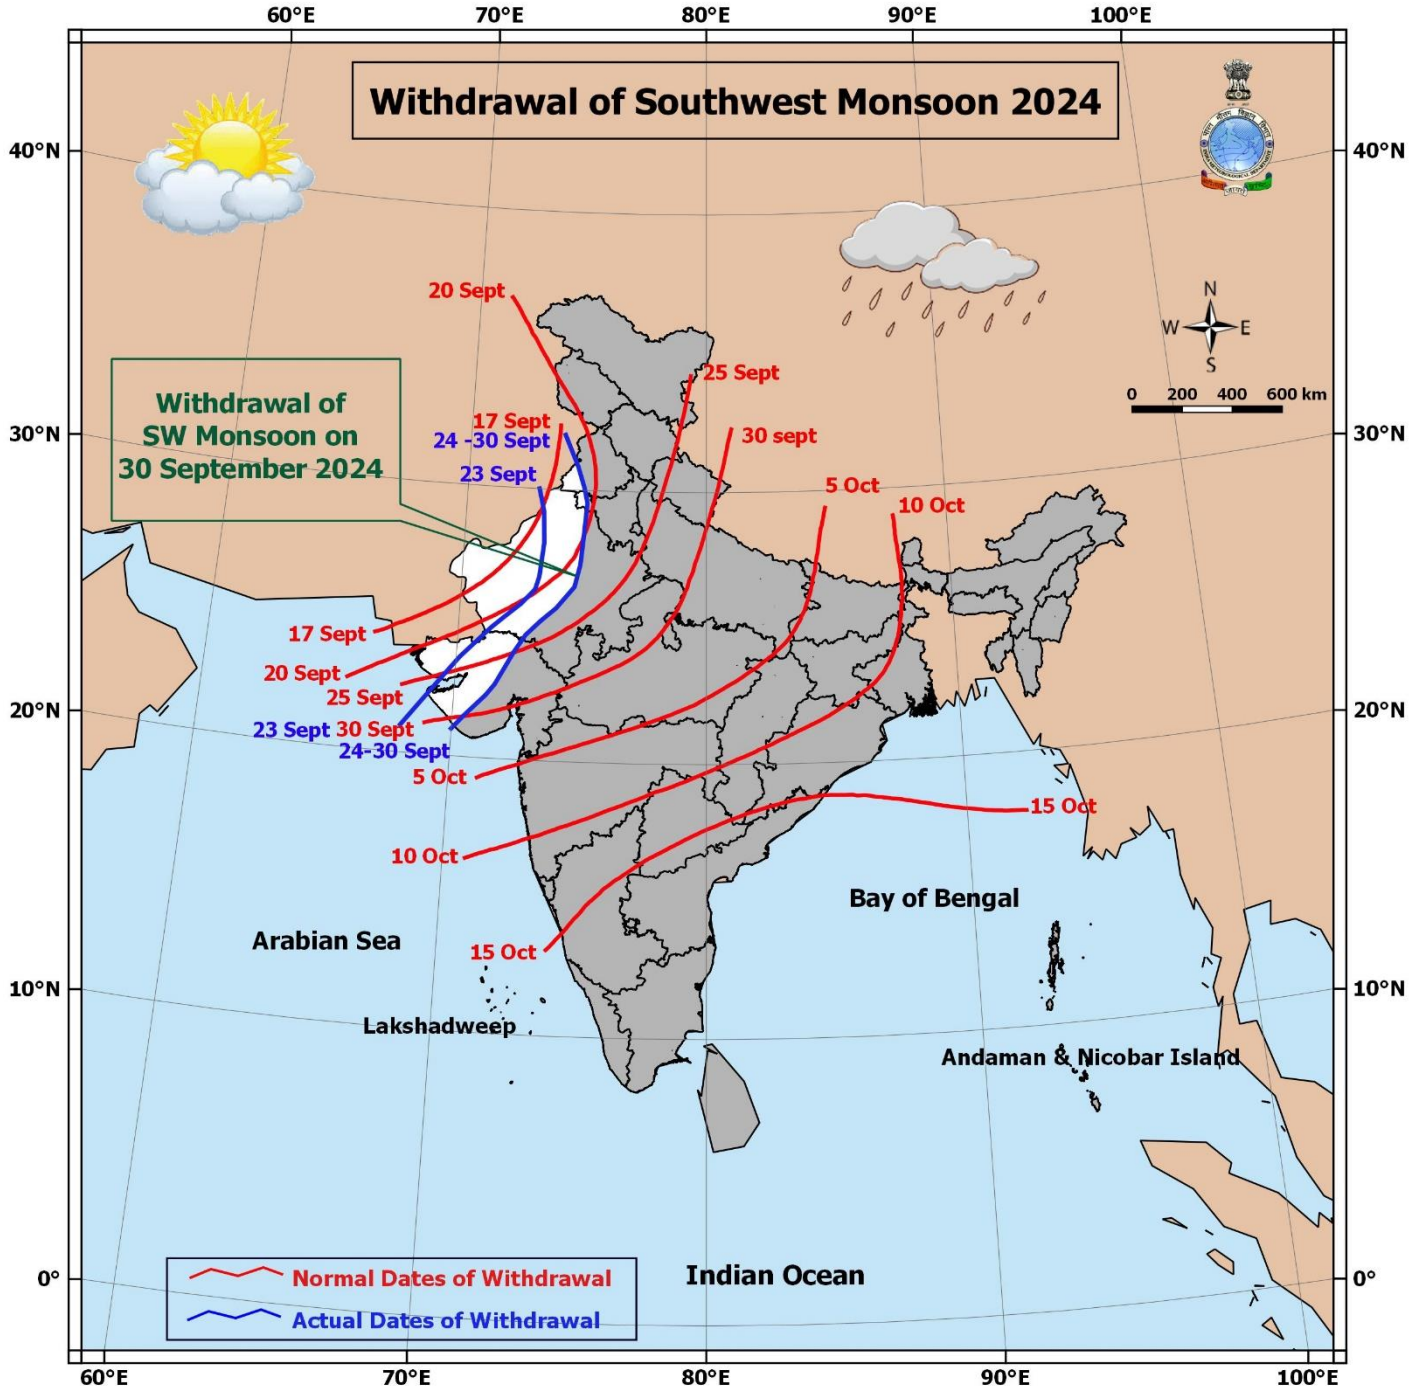 60°E 70°E 80°E 90°E 100°E
Withdrawal of Southwest Monsoon 2024
40°N 40°N
N
W E
S
20 Sept
25 Sept
0 200 400 600 km
Withdrawal of
SW Monsoon on
30 September 2024
17 Sept
24 -30 Sept
30 sept
30°N 30°N
23 Sept
5 Oct
10 Oct
17 Sept
20 Sept
25 Sept
20°N 20°N
23 Sept 30 Sept
24-30 Sept
5 Oct
15 Oct
10 Oct
Bay of Bengal
Arabian Sea
15 Oct
10°N 10°N
Lakshadweep
Andaman & Nicobar Island
0° 0°
Indian Ocean
Normal Dates of Withdrawal
Actual Dates of Withdrawal
60°E 70°E 80°E 90°E 100°E